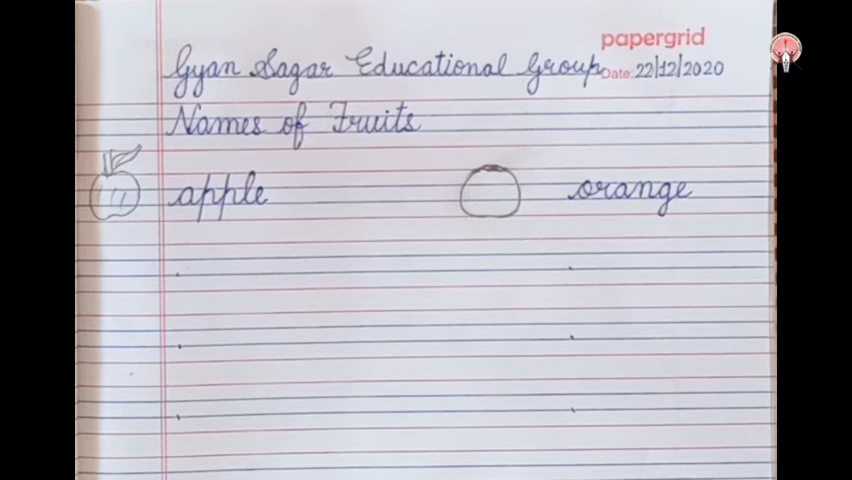 papergrid
Gyan Sagar Educational Group Date: 22/12/2020
Names of Fruits
apple orange